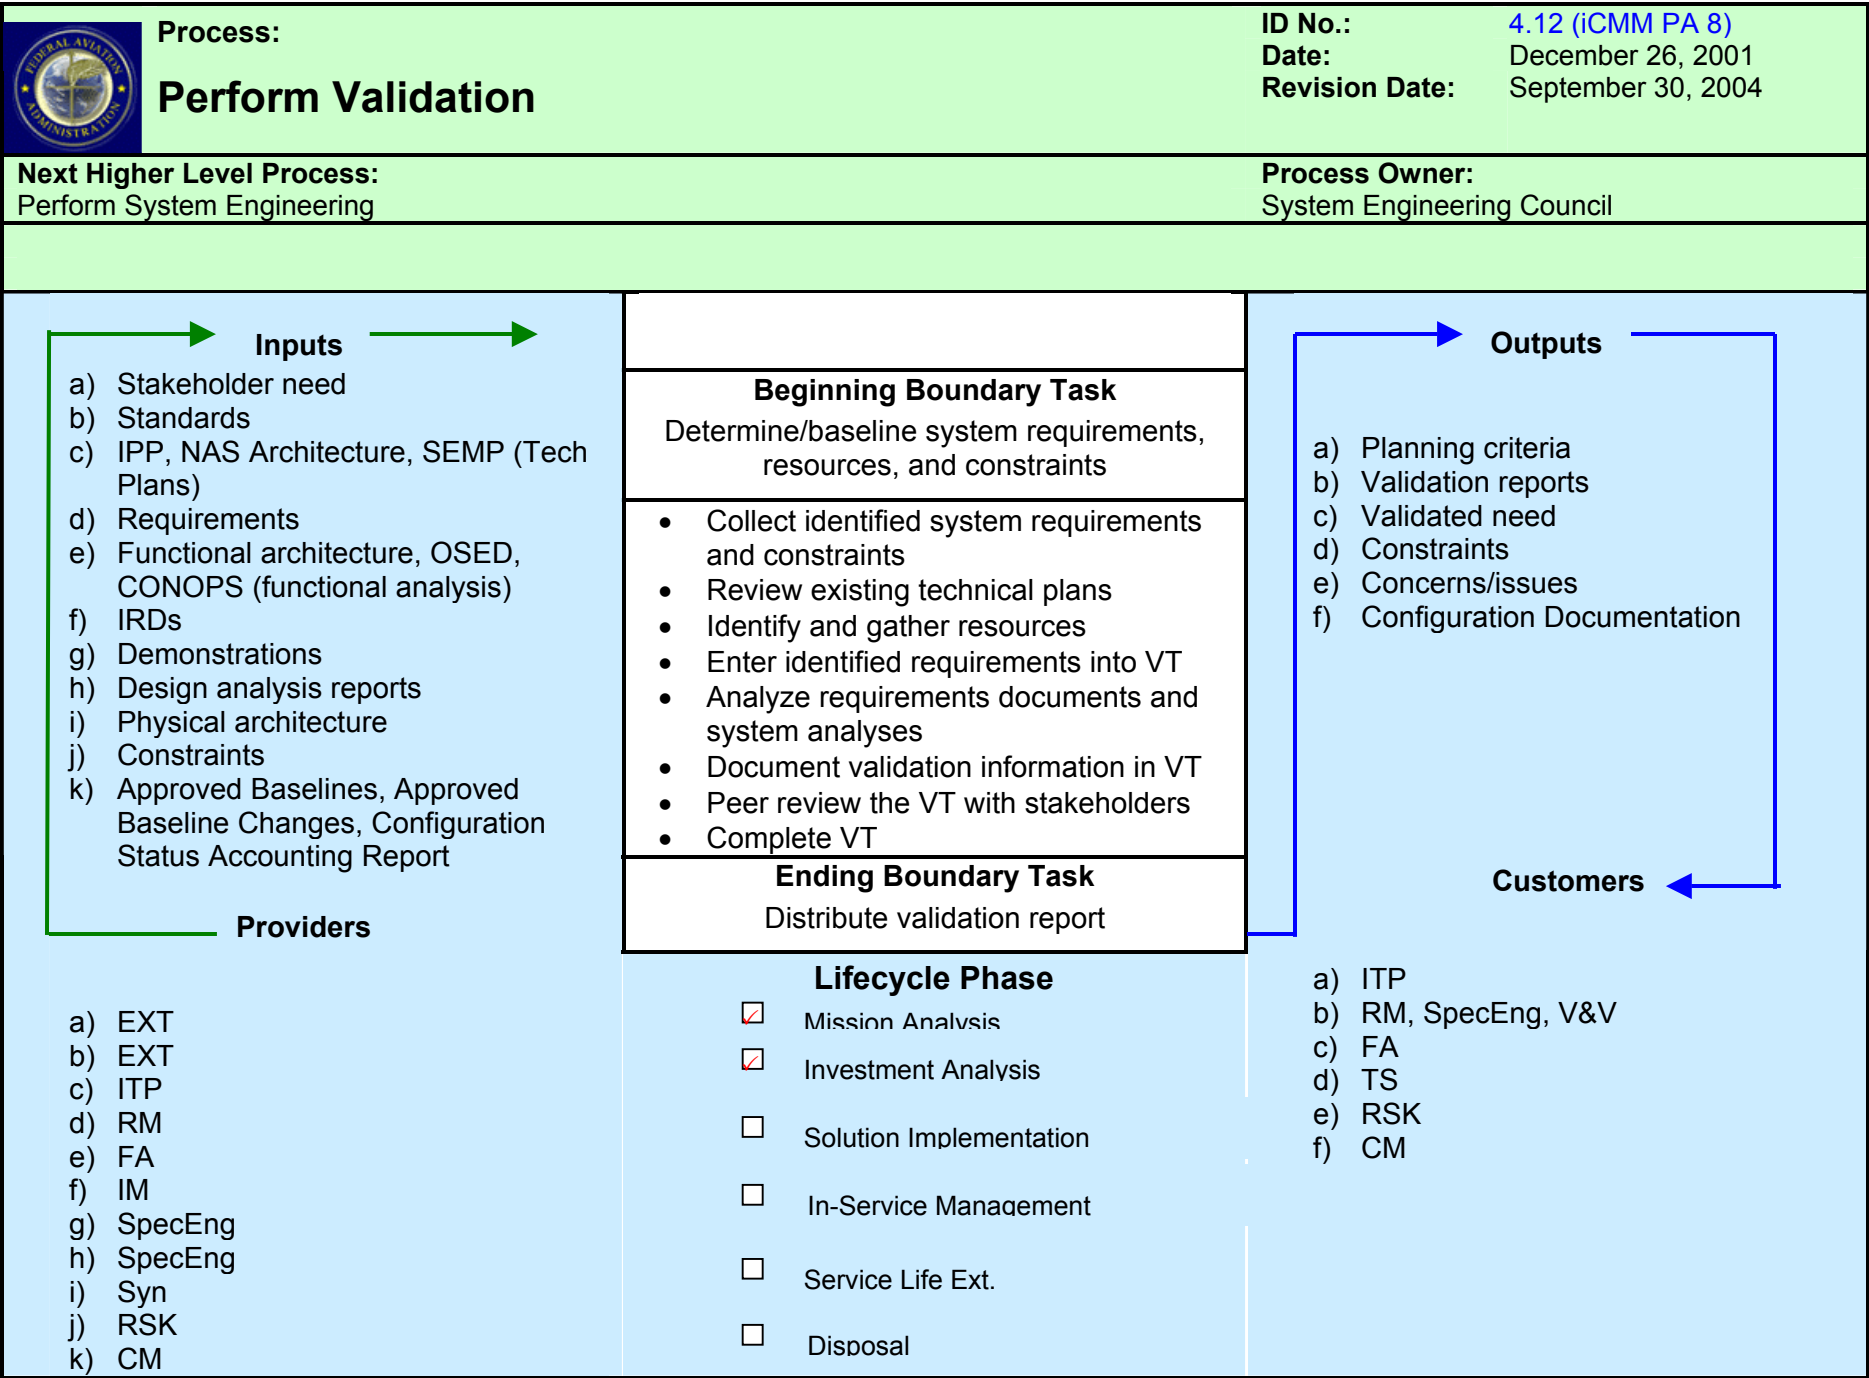 FEDERAL AVIATION ADMINISTRATION
Process:
Perform Validation
ID No.: 4.12 (iCMM PA 8)
Date: December 26, 2001
Revision Date: September 30, 2004
Next Higher Level Process:
Perform System Engineering
Process Owner:
System Engineering Council
Inputs
a) Stakeholder need
b) Standards
c) IPP, NAS Architecture, SEMP (Tech
Plans)
d) Requirements
e) Functional architecture, OSED,
CONOPS (functional analysis)
f) IRDs
g) Demonstrations
h) Design analysis reports
i) Physical architecture
j) Constraints
k) Approved Baselines, Approved
Baseline Changes, Configuration
Status Accounting Report
Providers
a) EXT
b) EXT
c) ITP
d) RM
e) FA
f) IM
g) SpecEng
h) SpecEng
i) Syn
j) RSK
k) CM
Beginning Boundary Task
Determine/baseline system requirements,
resources, and constraints
• Collect identified system requirements
and constraints
• Review existing technical plans
• Identify and gather resources
• Enter identified requirements into VT
• Analyze requirements documents and
system analyses
• Document validation information in VT
• Peer review the VT with stakeholders
• Complete VT
Ending Boundary Task
Distribute validation report
Lifecycle Phase
Mission Analysis
Investment Analysis
Solution Implementation
In-Service Management
Service Life Ext.
Disposal
Outputs
a) Planning criteria
b) Validation reports
c) Validated need
d) Constraints
e) Concerns/issues
f) Configuration Documentation
Customers
a) ITP
b) RM, SpecEng, V&V
c) FA
d) TS
e) RSK
f) CM